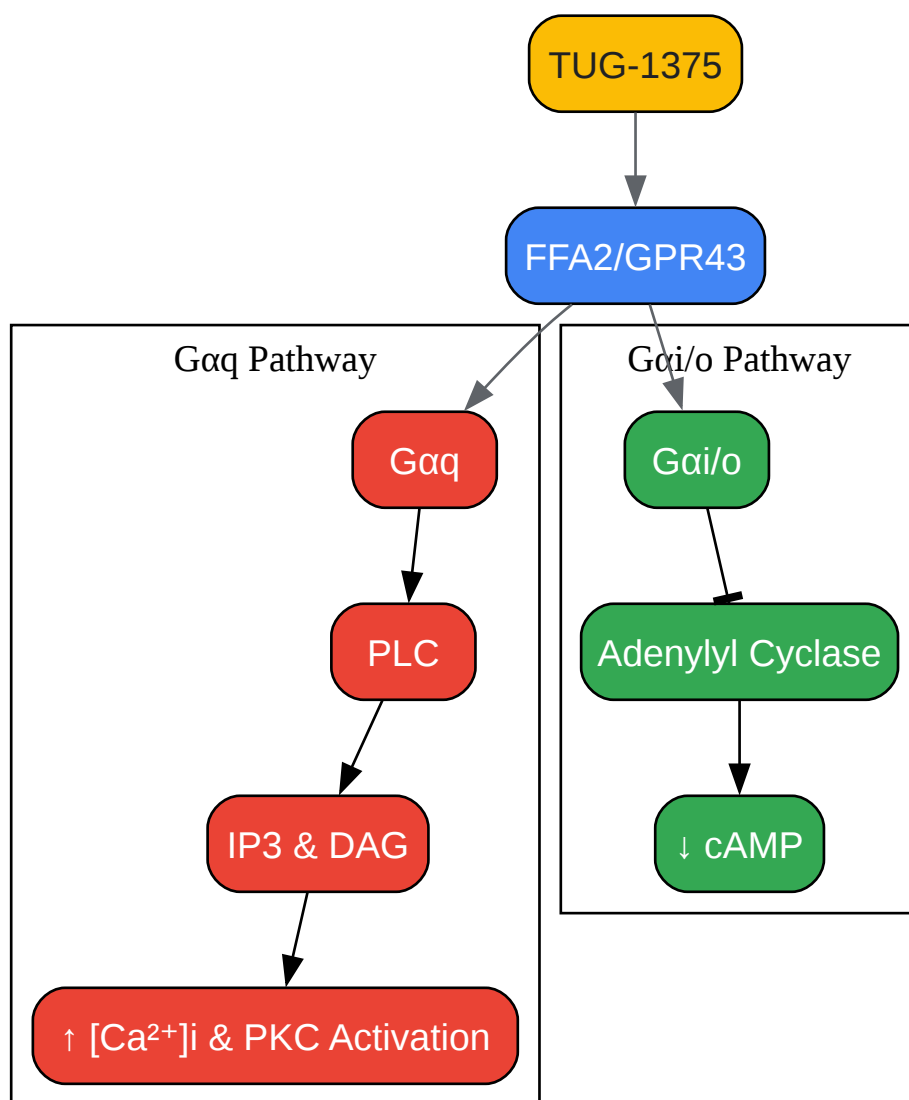 TUG-1375
FFA2/GPR43
Gαq Pathway
Gαi/o Pathway
Gαq
Gαi/o
PLC
Adenylyl Cyclase
IP3 & DAG
↓ cAMP
↑ [Ca²⁺]i & PKC Activation